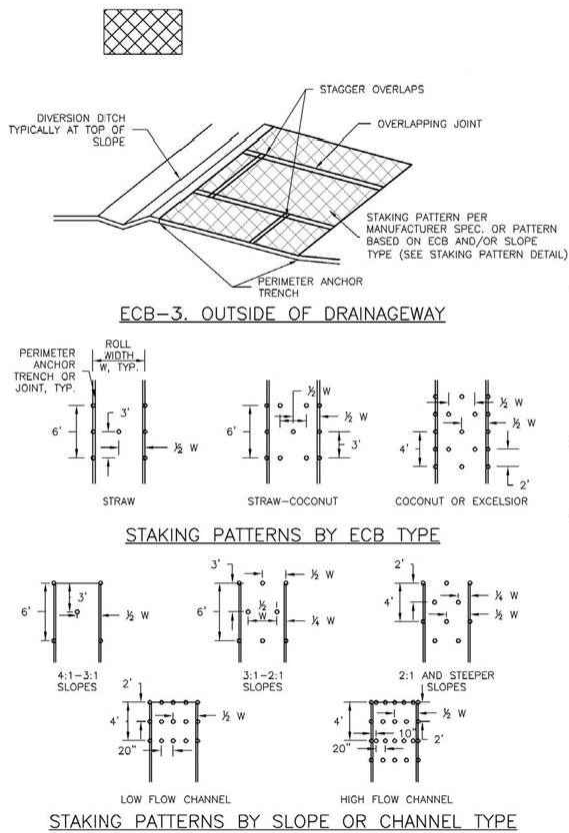 STAGGER OVERLAPS
DIVERSION DITCH
TYPICALLY AT TOP OF
SLOPE
OVERLAPPING JOINT
STAKING PATTERN PER
MANUFACTURER SPEC. OR PATTERN
BASED ON ECB AND/OR SLOPE
TYPE (SEE STAKING PATTERN DETAIL)
PERIMETER ANCHOR
TRENCH
ECB-3. OUTSIDE OF DRAINAGEWAY
PERIMETER
ANCHOR
TRENCH OR
JOINT, TYP.
ROLL
WIDTH
W, TYP.
3'
6'
½ W
STRAW
½ W
½ W
6'
3'
STRAW-COCONUT
½ W
½ W
4'
2'
COCONUT OR EXCELSIOR
STAKING PATTERNS BY ECB TYPE
3'
6'
½ W
4:1-3:1
SLOPES
3'
½ W
6'
½
W
¼ W
3:1-2:1
SLOPES
2'
4'
¼ W
½ W
2:1 AND STEEPER
SLOPES
2'
4'
½ W
20"
LOW FLOW CHANNEL
4'
½ W
10"
2'
20"
HIGH FLOW CHANNEL
STAKING PATTERNS BY SLOPE OR CHANNEL TYPE